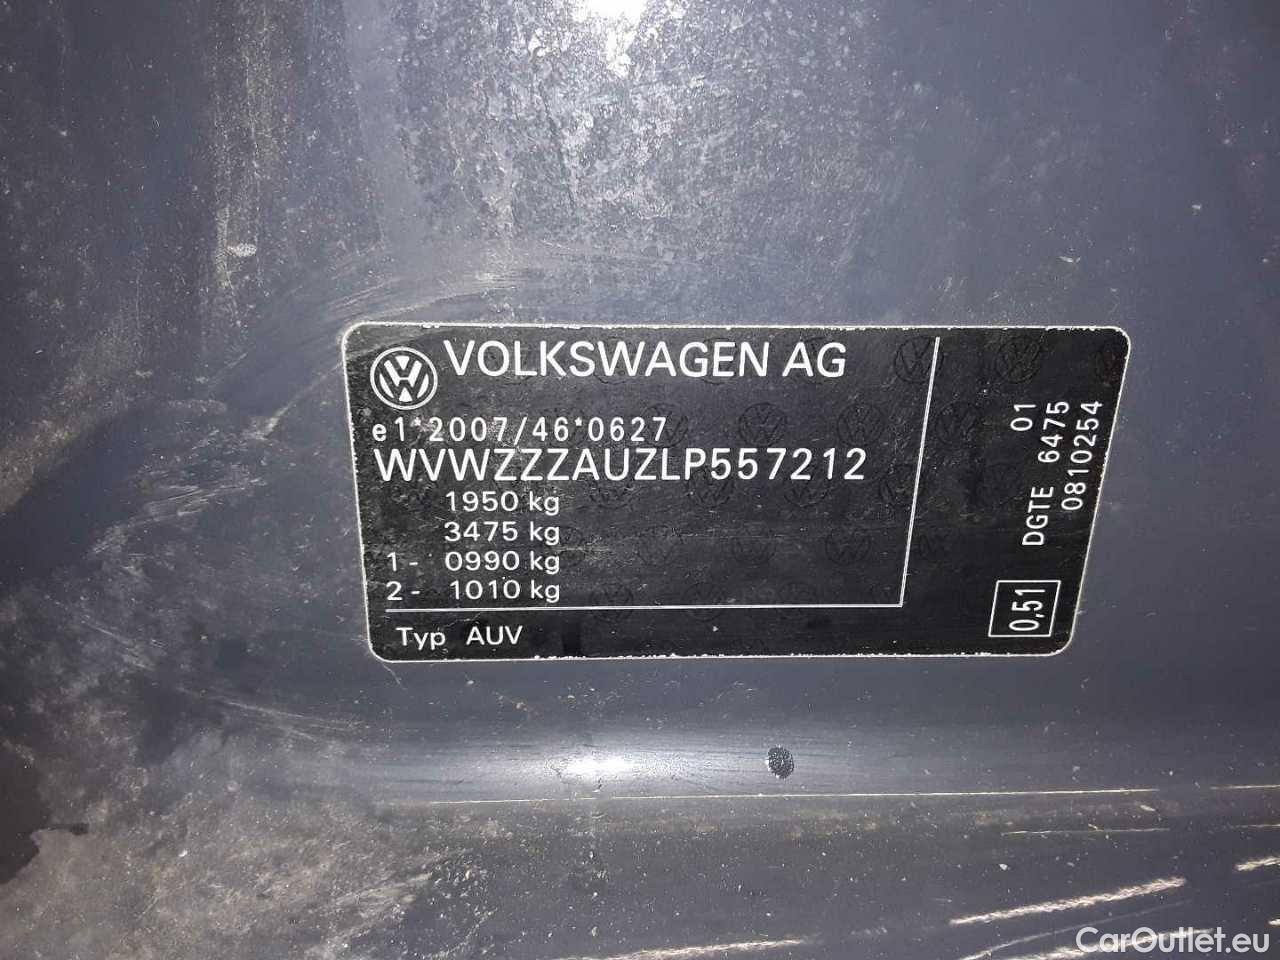 VOLKSWAGEN AG
e1*2007/46*0627
WVWZZZAUZLP557212
1950 kg
3475 kg
1 - 0990 kg
2 - 1010 kg
Typ AUV
01
DGTE 6475
0810254
0,51
CarOutlet.eu